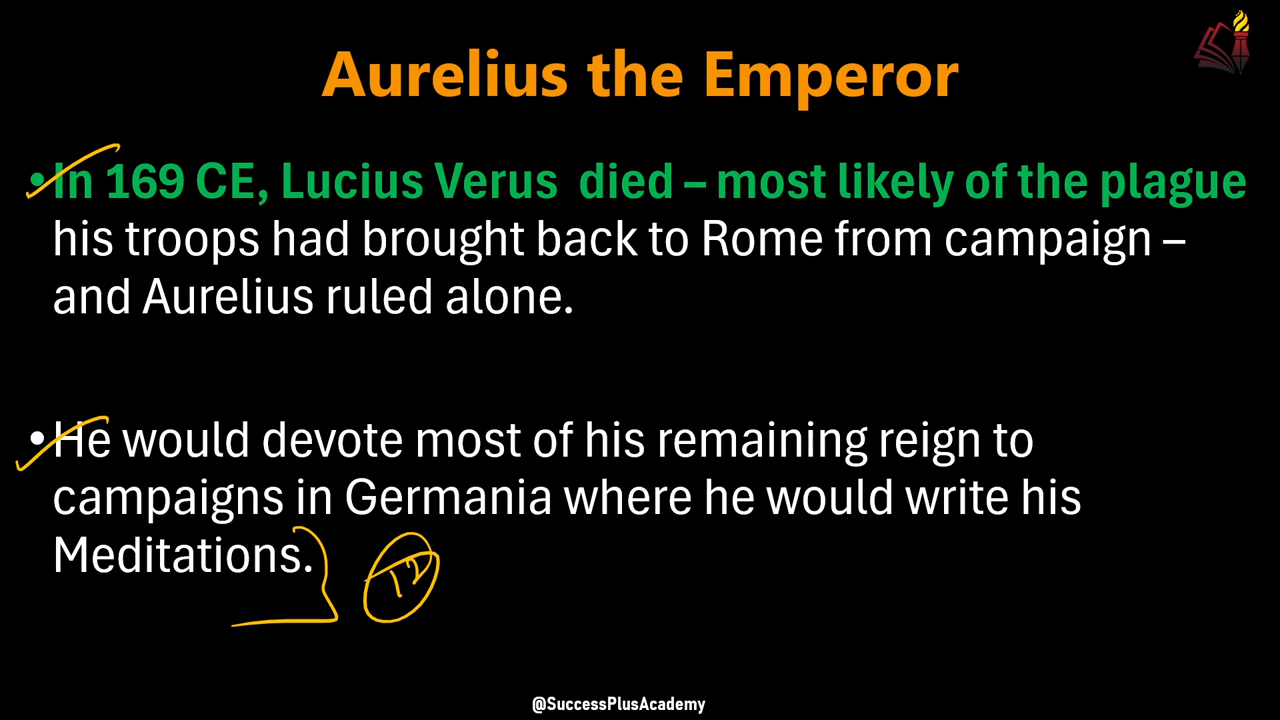 Aurelius the Emperor
•In 169 CE, Lucius Verus died – most likely of the plague
his troops had brought back to Rome from campaign –
and Aurelius ruled alone.
•He would devote most of his remaining reign to
campaigns in Germania where he would write his
Meditations.
12
@SuccessPlusAcademy